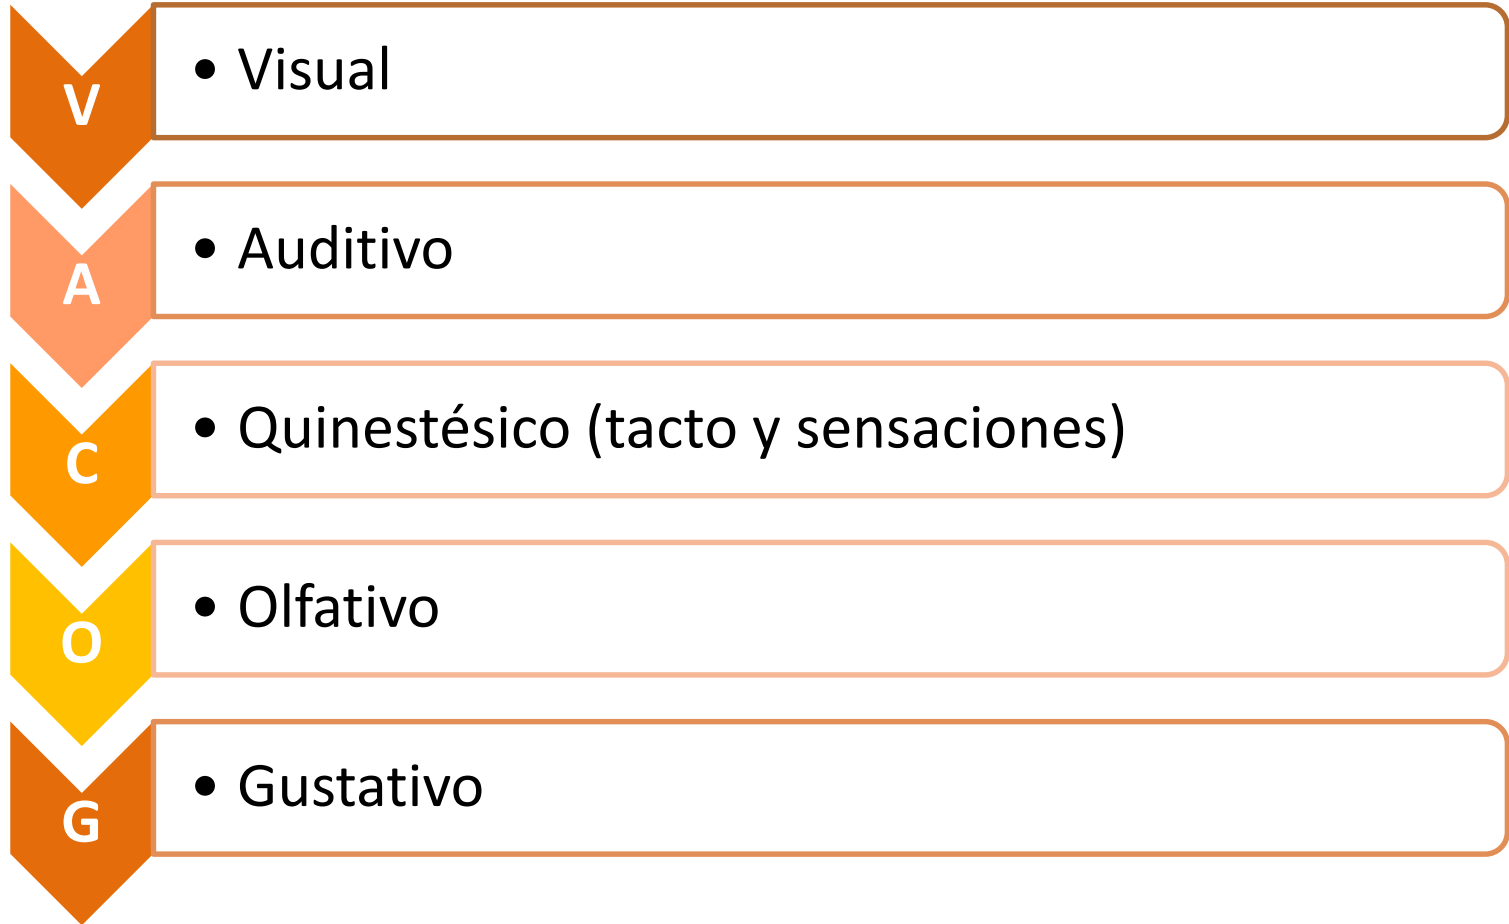 V
• Visual
A
• Auditivo
C
• Quinestésico (tacto y sensaciones)
O
• Olfativo
G
• Gustativo